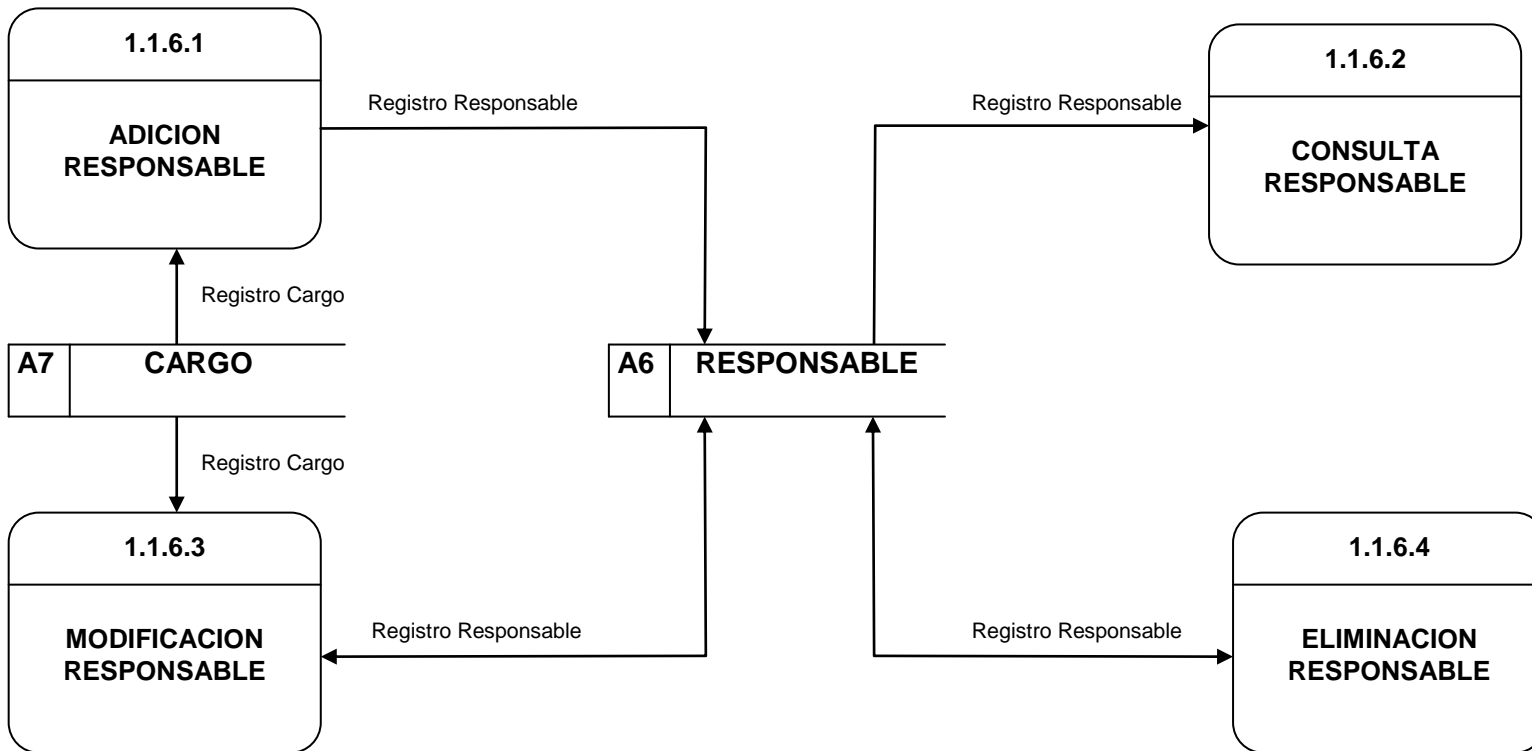 1.1.6.1
ADICION
RESPONSABLE
Registro Responsable
Registro Responsable
1.1.6.2
CONSULTA
RESPONSABLE
Registro Cargo
A7 CARGO
A6 RESPONSABLE
Registro Cargo
1.1.6.3
MODIFICACION
RESPONSABLE
Registro Responsable
Registro Responsable
1.1.6.4
ELIMINACION
RESPONSABLE